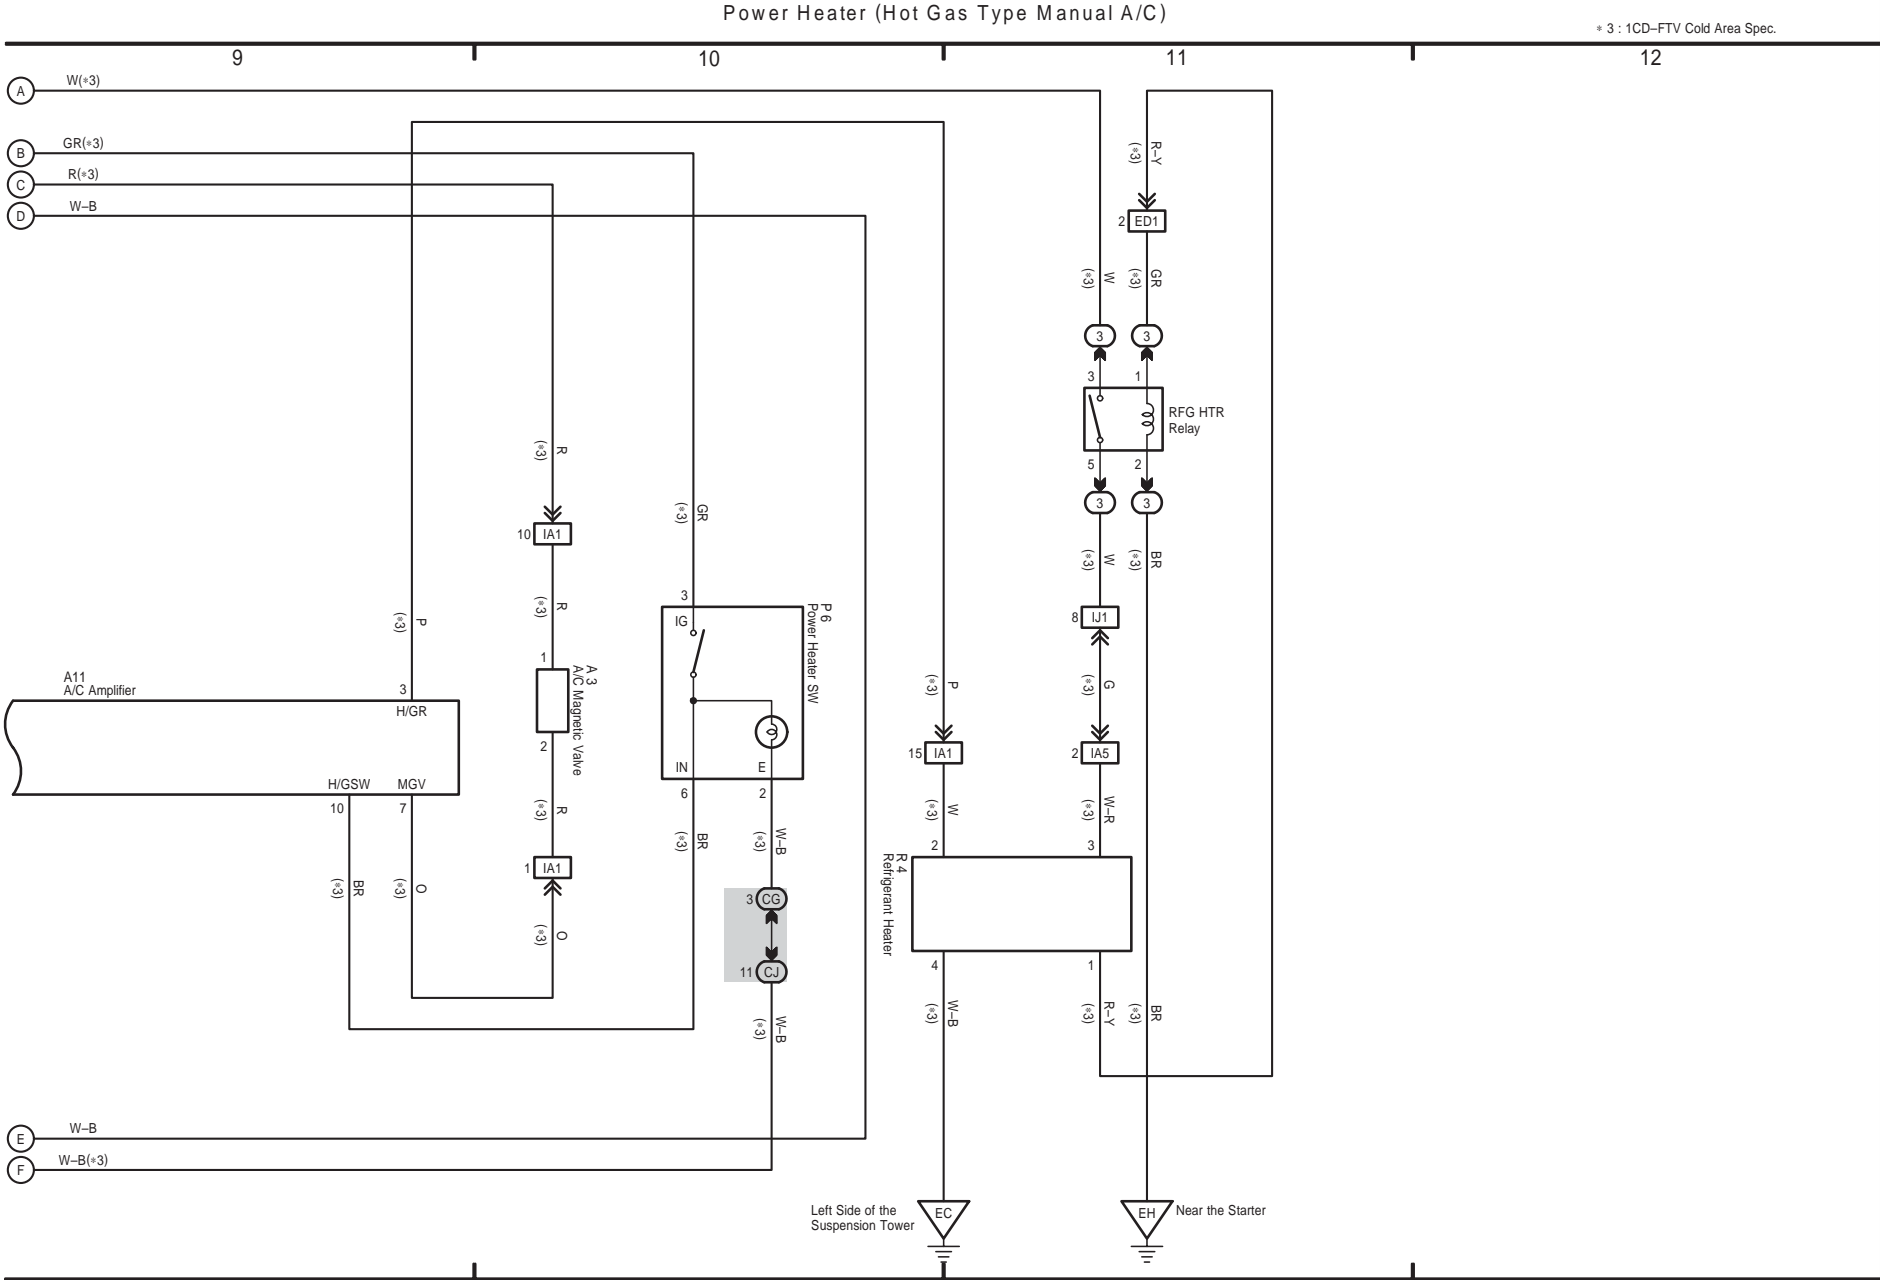 Power Heater (Hot Gas Type Manual A/C)
∗ 3 : 1CD–FTV Cold Area Spec.
9
10
11
12
A
W(∗3)
B
GR(∗3)
C
R(∗3)
D
W–B
R–Y
(∗3)
2
ED1
W
(∗3)
GR
(∗3)
3
3
3
1
RFG HTR
Relay
5
2
3
3
R
(∗3)
GR
(∗3)
10
IA1
W
(∗3)
BR
(∗3)
R
(∗3)
P
(∗3)
8
IJ1
3
IG
P 6
Power Heater SW
IN
E
6
2
1
A 3
A/C Magnetic Valve
2
A11
A/C Amplifier
3
H/GR
H/GSW
MGV
10
7
P
(∗3)
G
(∗3)
15
IA1
2
IA5
R
(∗3)
BR
(∗3)
W–B
(∗3)
W
(∗3)
W–R
(∗3)
2
3
R 4
Refrigerant Heater
4
1
1
IA1
BR
(∗3)
O
(∗3)
O
(∗3)
3
CG
11
CJ
W–B
(∗3)
W–B
(∗3)
R–Y
(∗3)
BR
(∗3)
E
W–B
F
W–B(∗3)
Left Side of the
Suspension Tower
EC
EH
Near the Starter